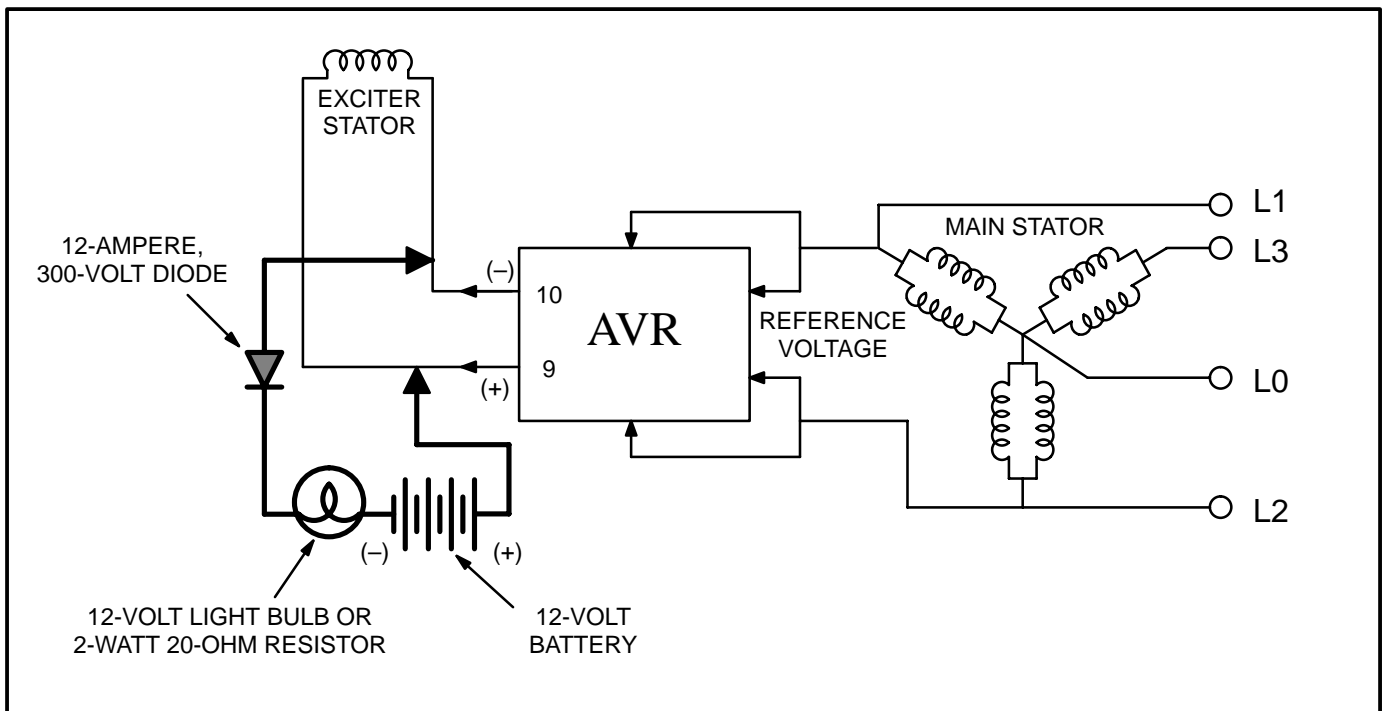 EXCITER
STATOR
12-AMPERE,
300-VOLT DIODE
(–)
10
AVR
9
(+)
REFERENCE
VOLTAGE
MAIN STATOR
L1
L3
L0
L2
(–)
(+)
12-VOLT LIGHT BULB OR
2-WATT 20-OHM RESISTOR
12-VOLT
BATTERY